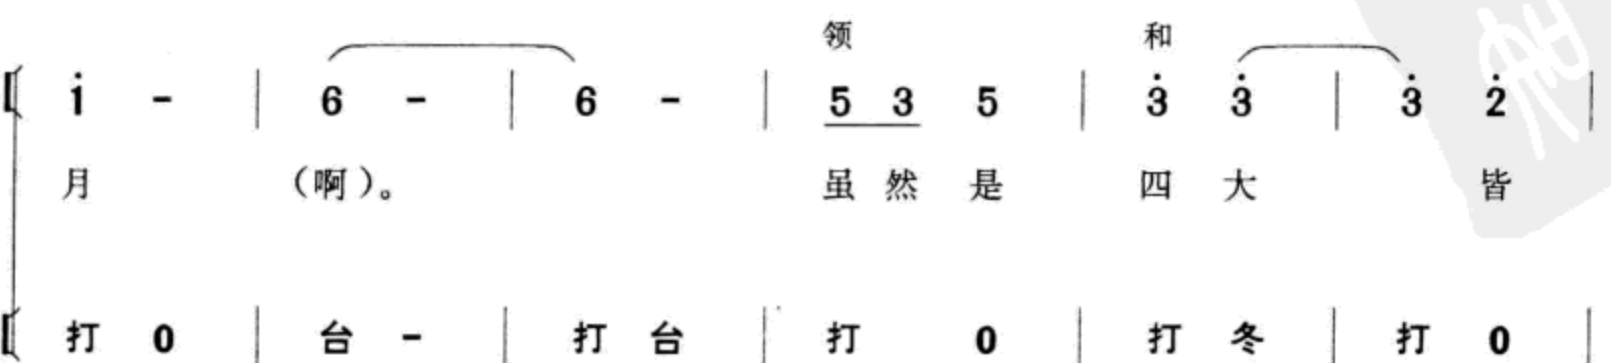 领 和
i̇ - | 6 - | 6 - | 5 3 5 | 3̇ 3̇ | 3̇ 2̇ |
月 （啊）。 虽 然 是 四 大 皆
打 0 | 台 - | 打 台 | 打 0 | 打 冬 | 打 0 |